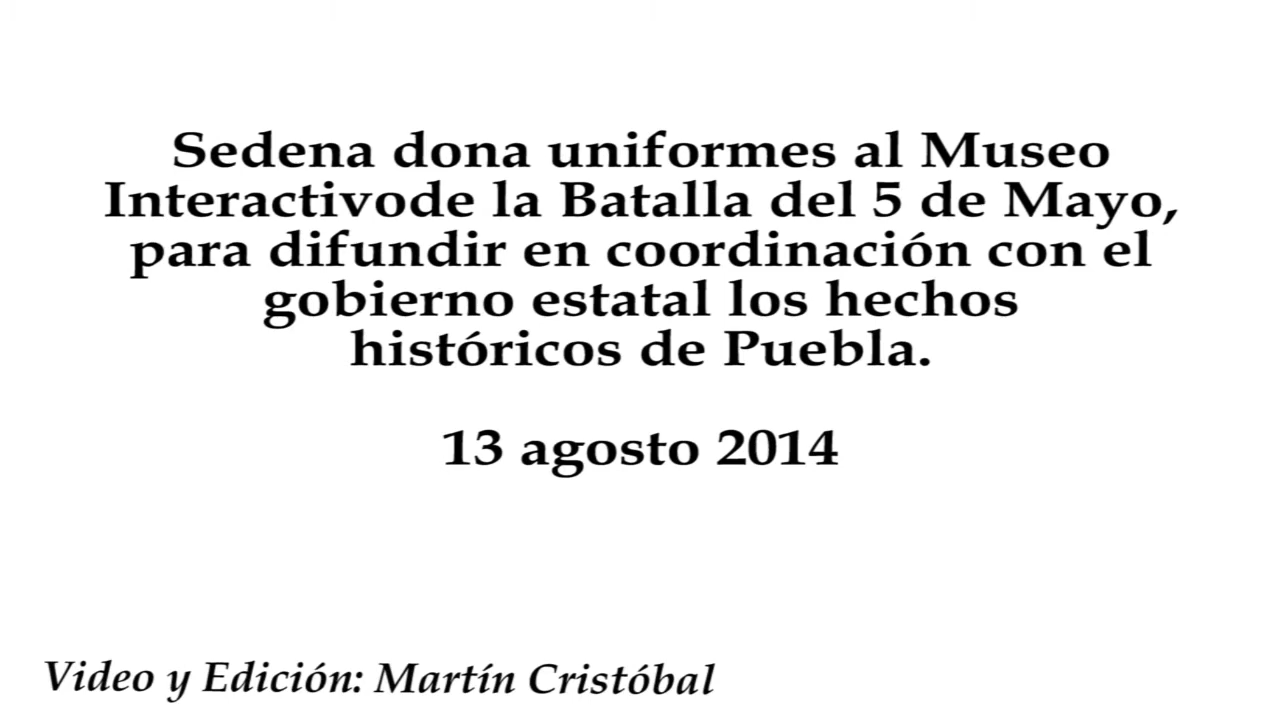 Sedena dona uniformes al Museo
Interactivode la Batalla del 5 de Mayo,
para difundir en coordinación con el
gobierno estatal los hechos
históricos de Puebla.
13 agosto 2014
Video y Edición: Martín Cristóbal